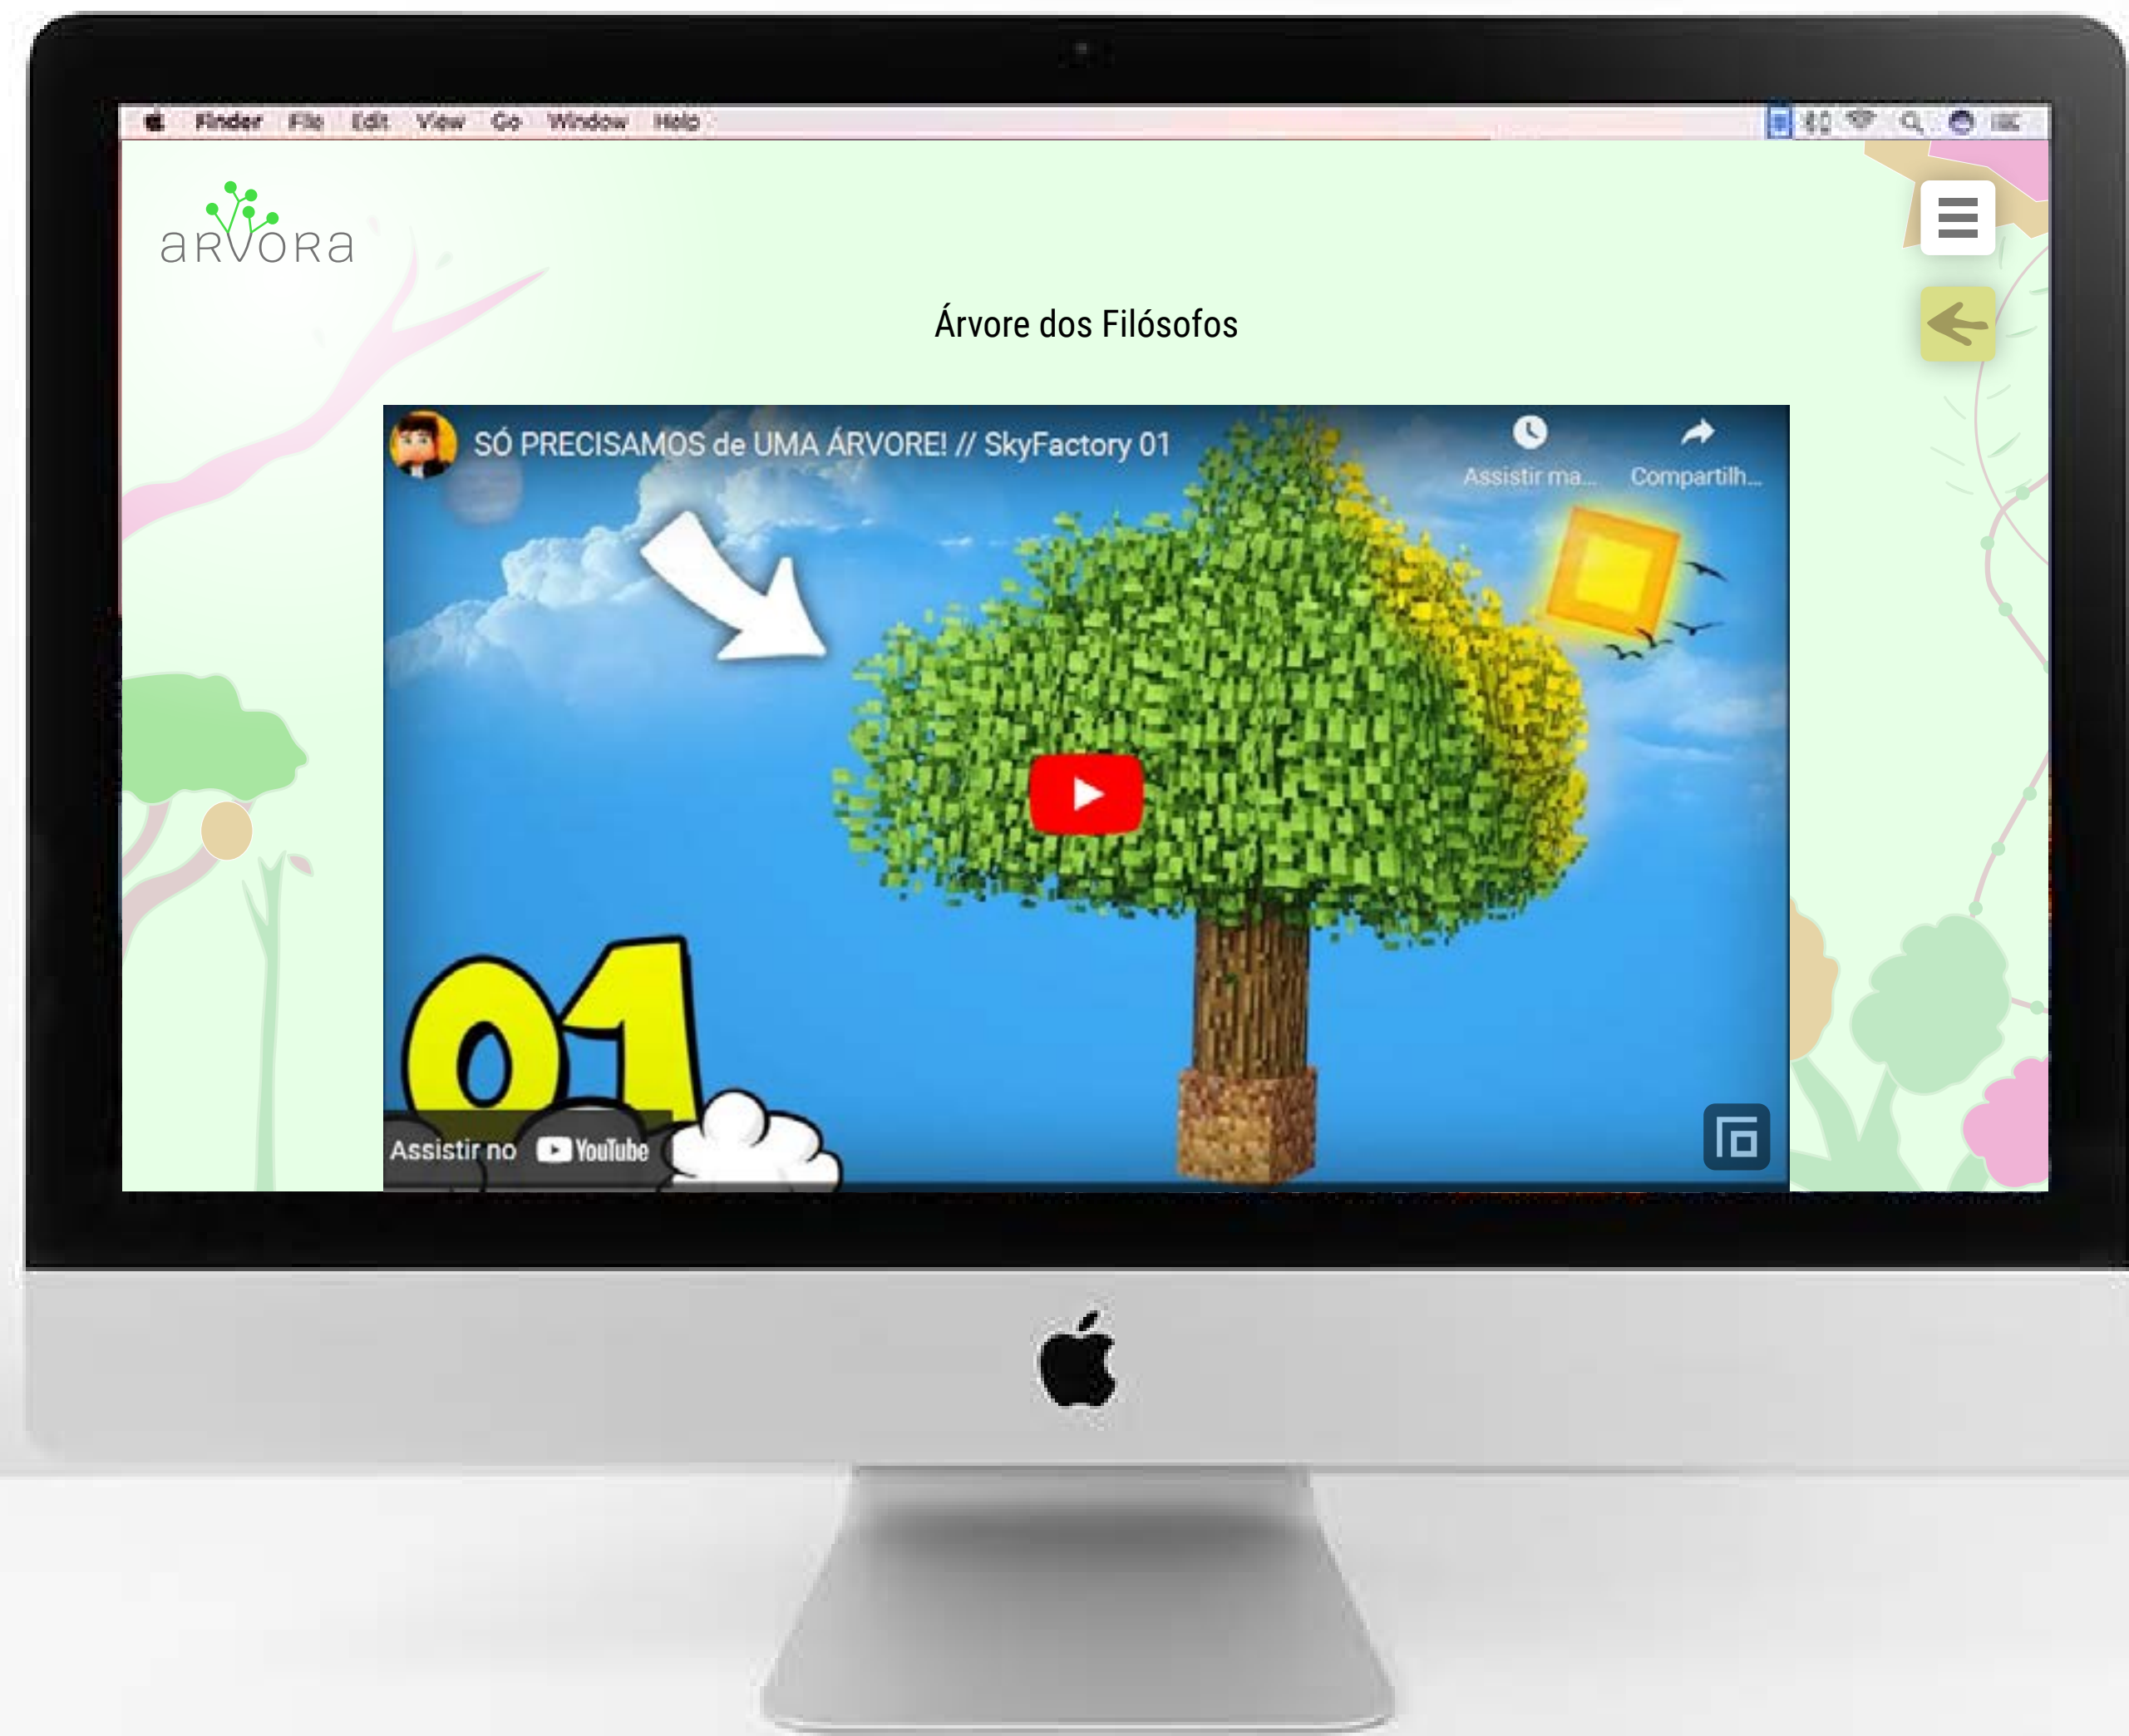 Finder File Edit View Go Window Help
aRVORa
Árvore dos Filósofos
SÓ PRECISAMOS de UMA ÁRVORE! // SkyFactory 01
Assistir ma... Compartilh...
01
Assistir no YouTube